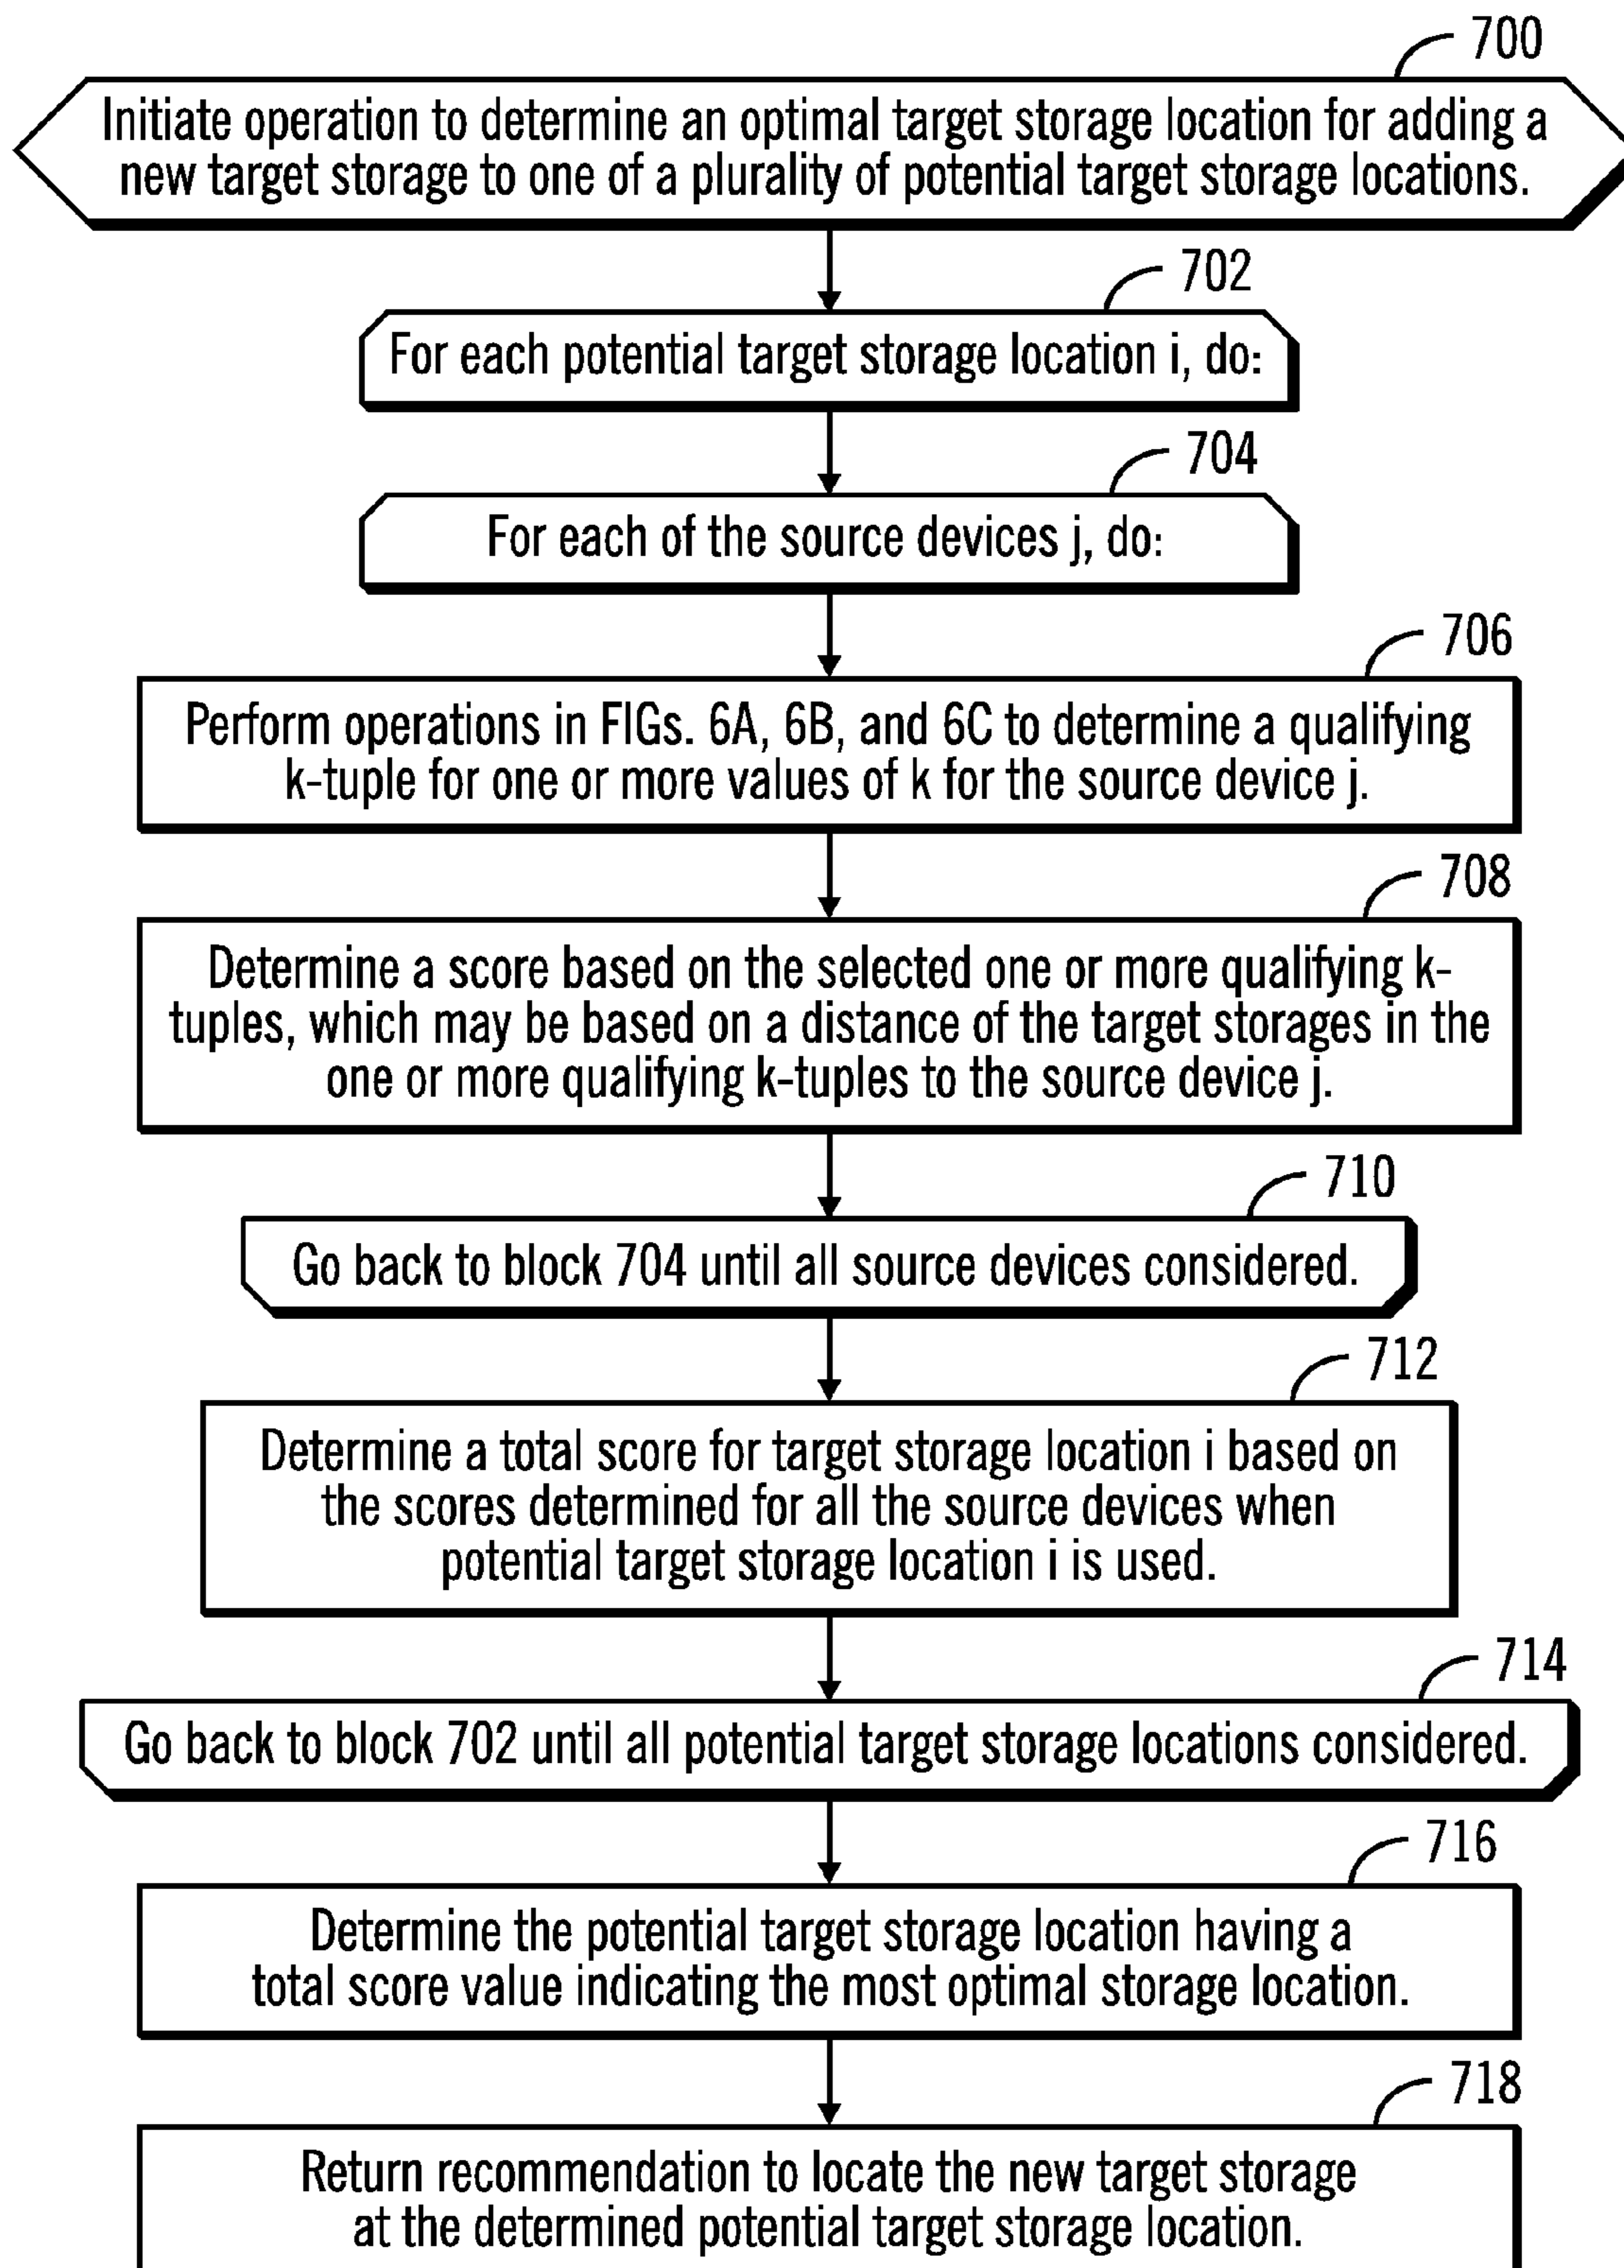 700
Initiate operation to determine an optimal target storage location for adding a
new target storage to one of a plurality of potential target storage locations.
702
For each potential target storage location i, do:
704
For each of the source devices j, do:
706
Perform operations in FIGs. 6A, 6B, and 6C to determine a qualifying
k-tuple for one or more values of k for the source device j.
708
Determine a score based on the selected one or more qualifying k-
tuples, which may be based on a distance of the target storages in the
one or more qualifying k-tuples to the source device j.
710
Go back to block 704 until all source devices considered.
712
Determine a total score for target storage location i based on
the scores determined for all the source devices when
potential target storage location i is used.
714
Go back to block 702 until all potential target storage locations considered.
716
Determine the potential target storage location having a
total score value indicating the most optimal storage location.
718
Return recommendation to locate the new target storage
at the determined potential target storage location.